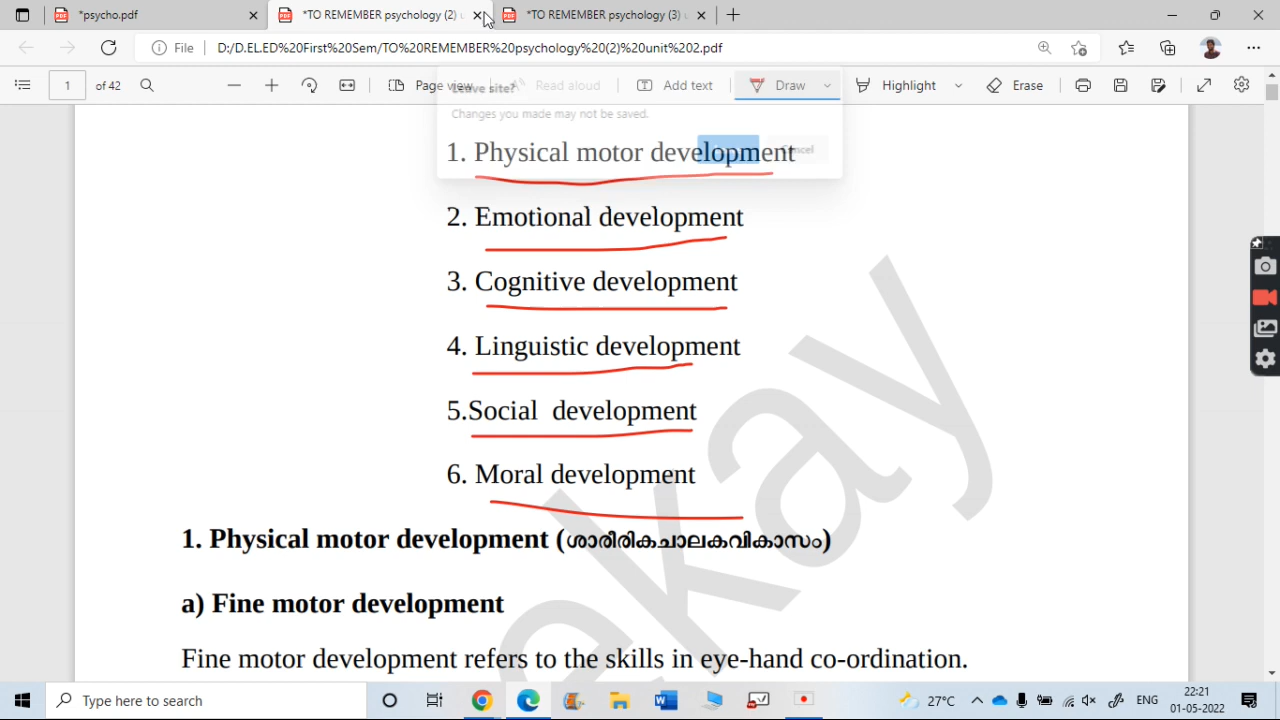 *psycho.pdf
*TO REMEMBER psychology (2) u
*TO REMEMBER psychology (3) u
File
D:/D.EL.ED%20First%20Sem/TO%20REMEMBER%20psychology%20(2)%20unit%202.pdf
1 of 42
Page view
Read aloud
Add text
Draw
Highlight
Erase
Leave site?
Changes you made may not be saved.
Cancel
1. Physical motor development
2. Emotional development
3. Cognitive development
4. Linguistic development
5.Social development
6. Moral development
1. Physical motor development (ശാരീരികചാലകവികാസം)
a) Fine motor development
Fine motor development refers to the skills in eye-hand co-ordination.
ekay
Type here to search
27°C
ENG
22:21
01-05-2022